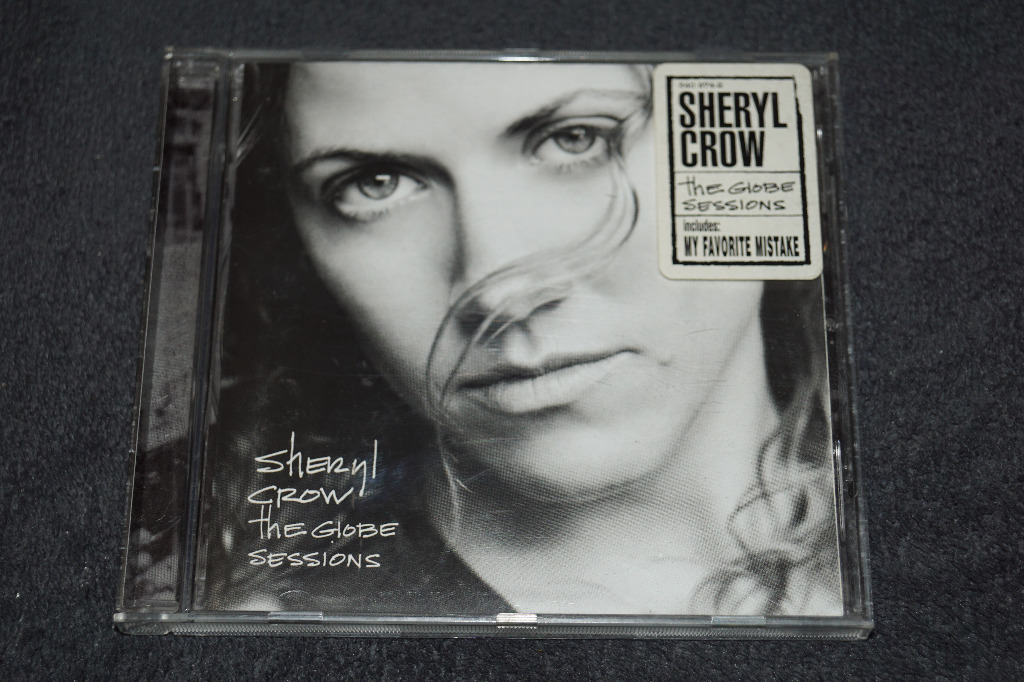 SHERYL
CROW
the GLOBE
SESSIONS
includes:
MY FAVORITE MISTAKE
SHERyl
CROW
the GLOBE
SESSIONS